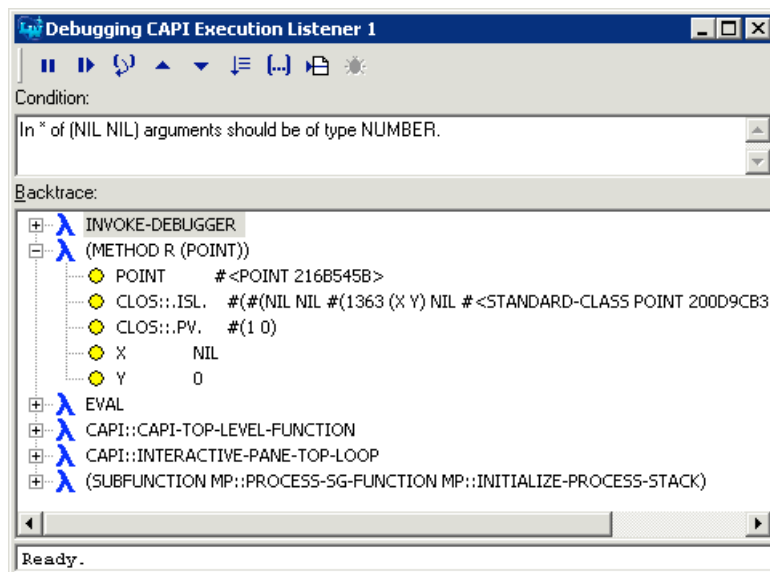 Debugging CAPI Execution Listener 1
Condition:
In * of (NIL NIL) arguments should be of type NUMBER.
Backtrace:
INVOKE-DEBUGGER
(METHOD R (POINT))
POINT #<POINT 216B545B>
CLOS::.ISL. #(#(NIL NIL #(1363 (X Y) NIL #<STANDARD-CLASS POINT 200D9CB3
CLOS::.PV. #(1 0)
X NIL
Y 0
EVAL
CAPI::CAPI-TOP-LEVEL-FUNCTION
CAPI::INTERACTIVE-PANE-TOP-LOOP
(SUBFUNCTION MP::PROCESS-SG-FUNCTION MP::INITIALIZE-PROCESS-STACK)
Ready.